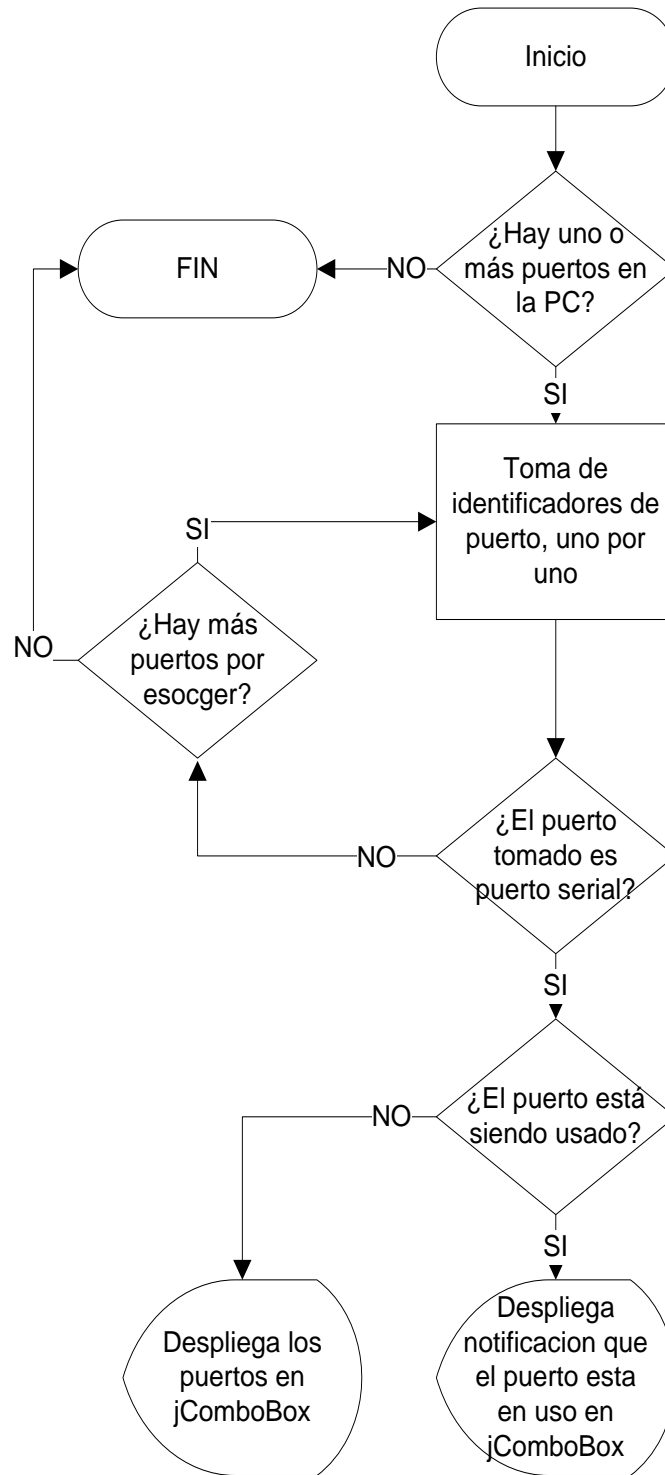 Inicio
¿Hay uno o
más puertos en
la PC?
NO
FIN
SI
Toma de
identificadores de
puerto, uno por
uno
SI
¿Hay más
puertos por
esocger?
NO
¿El puerto
tomado es
puerto serial?
NO
SI
¿El puerto está
siendo usado?
NO
SI
Despliega los
puertos en
jComboBox
Despliega
notificacion que
el puerto esta
en uso en
jComboBox